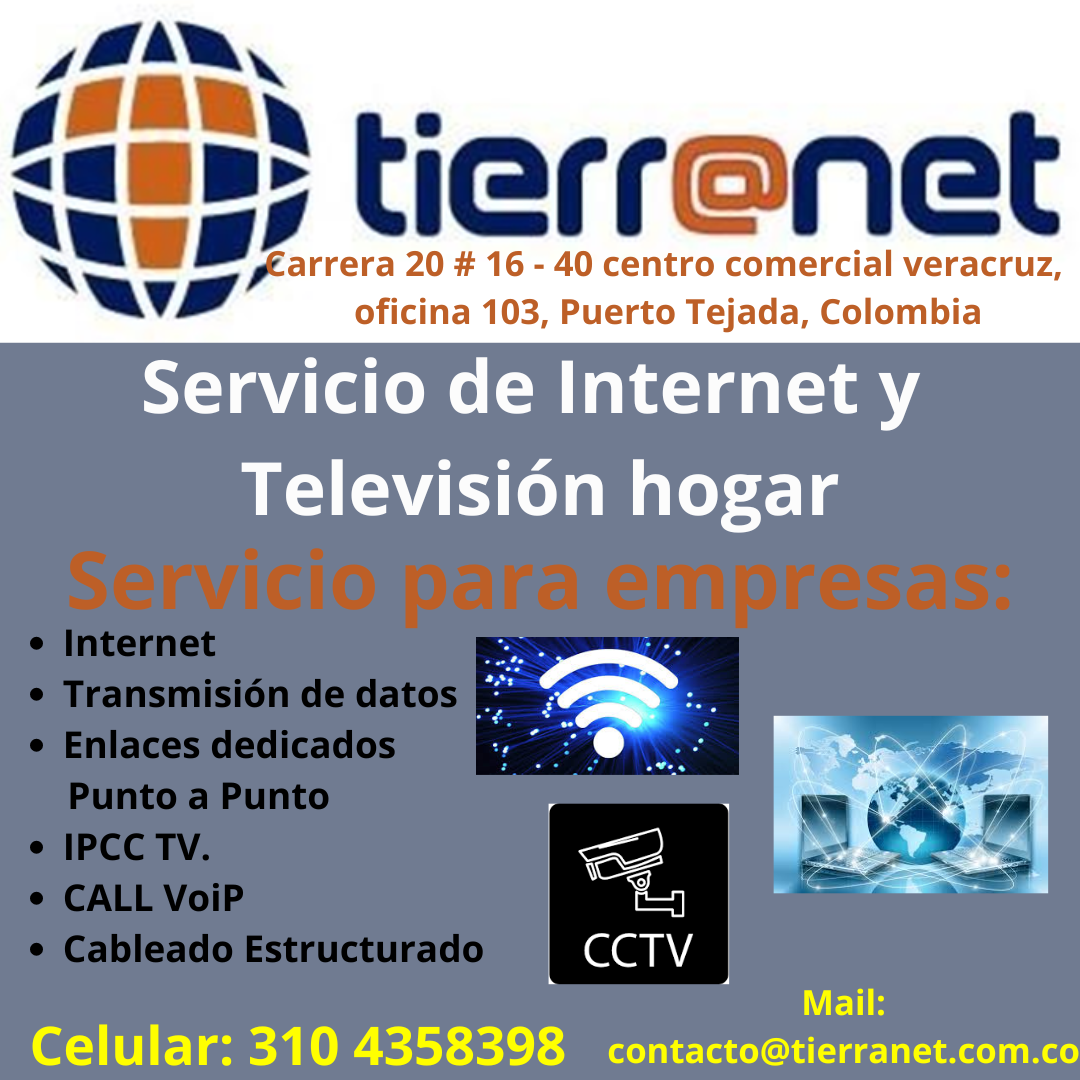 tierr@net
Carrera 20 # 16 - 40 centro comercial veracruz,
oficina 103, Puerto Tejada, Colombia
Servicio de Internet y
Televisión hogar
Servicio para empresas:
• Internet
• Transmisión de datos
• Enlaces dedicados
Punto a Punto
• IPCC TV.
• CALL VoiP
• Cableado Estructurado
CCTV
Celular: 310 4358398
Mail:
contacto@tierranet.com.co